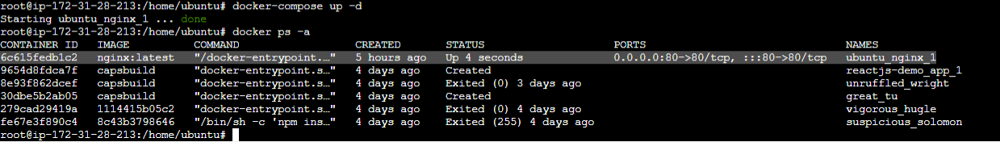 root@ip-172-31-28-213:/home/ubuntu# docker-compose up -d
Starting ubuntu_nginx_1 ... done
root@ip-172-31-28-213:/home/ubuntu# docker ps -a
CONTAINER ID   IMAGE          COMMAND                  CREATED       STATUS                     PORTS                               NAMES
6c615fedb1c2   nginx:latest   "/docker-entrypoint.…"   5 hours ago   Up 4 seconds               0.0.0.0:80->80/tcp, :::80->80/tcp   ubuntu_nginx_1
9654d8fdca7f   capsbuild      "docker-entrypoint.s…"   4 days ago    Created                                                        reactjs-demo_app_1
8e93f862dcef   capsbuild      "docker-entrypoint.s…"   4 days ago    Exited (0) 3 days ago                                          unruffled_wright
30dbe5b2ab05   capsbuild      "docker-entrypoint.s…"   4 days ago    Created                                                        great_tu
279cad29419a   1114415b05c2   "docker-entrypoint.s…"   4 days ago    Exited (0) 4 days ago                                          vigorous_hugle
fe67e3f890c4   8c43b3798646   "/bin/sh -c 'npm ins…"   4 days ago    Exited (255) 4 days ago                                        suspicious_solomon
root@ip-172-31-28-213:/home/ubuntu#